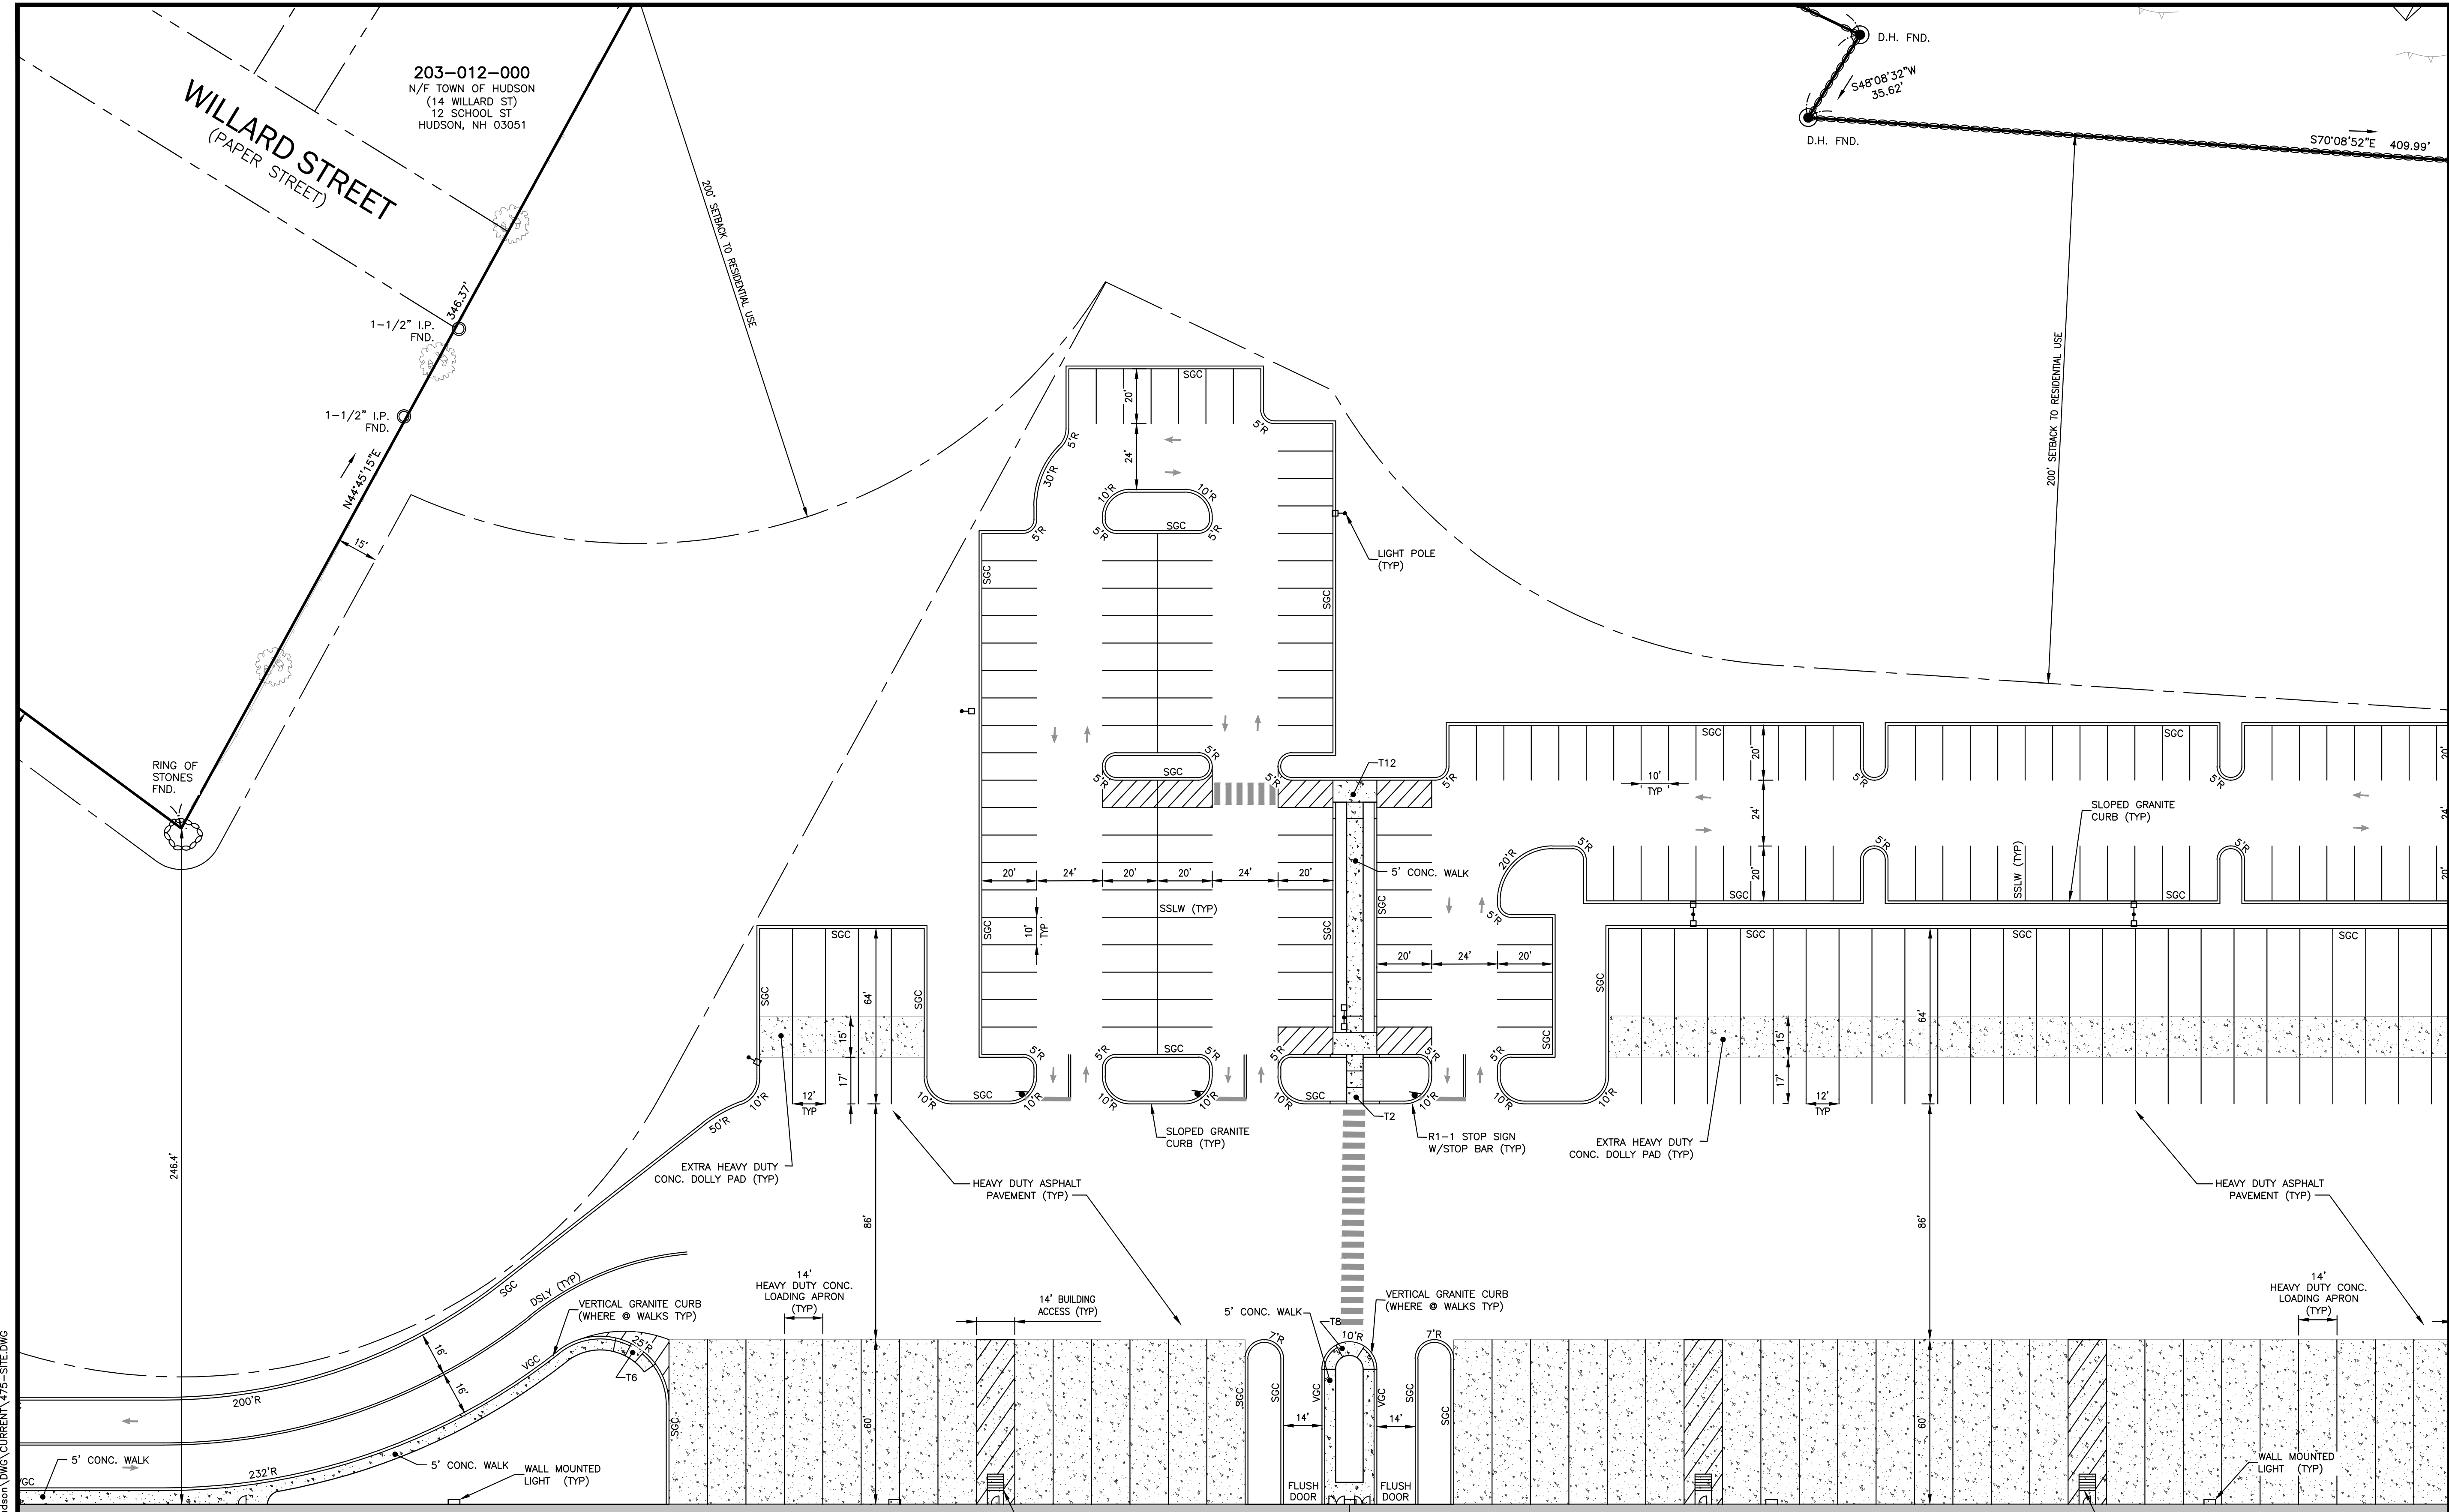 203-012-000
N/F TOWN OF HUDSON
(14 WILLARD ST)
12 SCHOOL ST
HUDSON, NH 03051
WILLARD STREET
(PAPER STREET)
D.H. FND.
S48°08'32"W
35.62'
D.H. FND.
S70°08'52"E 409.99'
346.37'
1-1/2" I.P.
FND.
1-1/2" I.P.
FND.
N44°45'15"E
15'
200' SETBACK TO RESIDENTIAL USE
200' SETBACK TO RESIDENTIAL USE
RING OF
STONES
FND.
246.4'
SGC
20'
24'
5'R
5'R
30'R
10'R
10'R
5'R
5'R
5'R
SGC
SGC
SGC
LIGHT POLE
(TYP)
5'R
5'R
5'R
SGC
T12
5'R
SGC
SGC
20'
20'
10'
TYP
5'R
5'R
24'
24'
SLOPED GRANITE
CURB (TYP)
20'R
5'R
5'R
5'R
20'
20'
SSLW (TYP)
SGC
SGC
5'R
20'
24'
20'
20'
24'
20'
5' CONC. WALK
SSLW (TYP)
SGC
10'
TYP
SGC
SGC
20'
24'
20'
SGC
SGC
SGC
64'
15'
17'
12'
TYP
10'R
50'R
10'R
SGC
5'R
10'R
5'R
SGC
5'R
10'R
10'R
5'R
SGC
5'R
10'R
10'R
5'R
SGC
10'R
SGC
SGC
SGC
SGC
64'
15'
17'
12'
TYP
T2
SLOPED GRANITE
CURB (TYP)
R1-1 STOP SIGN
W/STOP BAR (TYP)
EXTRA HEAVY DUTY
CONC. DOLLY PAD (TYP)
EXTRA HEAVY DUTY
CONC. DOLLY PAD (TYP)
HEAVY DUTY ASPHALT
PAVEMENT (TYP)
HEAVY DUTY ASPHALT
PAVEMENT (TYP)
86'
86'
SGC
DSLY (TYP)
VERTICAL GRANITE CURB
(WHERE @ WALKS TYP)
14'
HEAVY DUTY CONC.
LOADING APRON
(TYP)
14' BUILDING
ACCESS (TYP)
5' CONC. WALK
VERTICAL GRANITE CURB
(WHERE @ WALKS TYP)
14'
HEAVY DUTY CONC.
LOADING APRON
(TYP)
16'
16'
VGC
25'R
T6
7'R
T8
10'R
7'R
200'R
232'R
SGC
60'
SGC
SGC
14'
VGC
VGC
14'
SGC
SGC
60'
5' CONC. WALK
VGC
5' CONC. WALK
WALL MOUNTED
LIGHT (TYP)
FLUSH
DOOR
FLUSH
DOOR
WALL MOUNTED
LIGHT (TYP)
\DWG\CURRENT\475-SITE.DWG